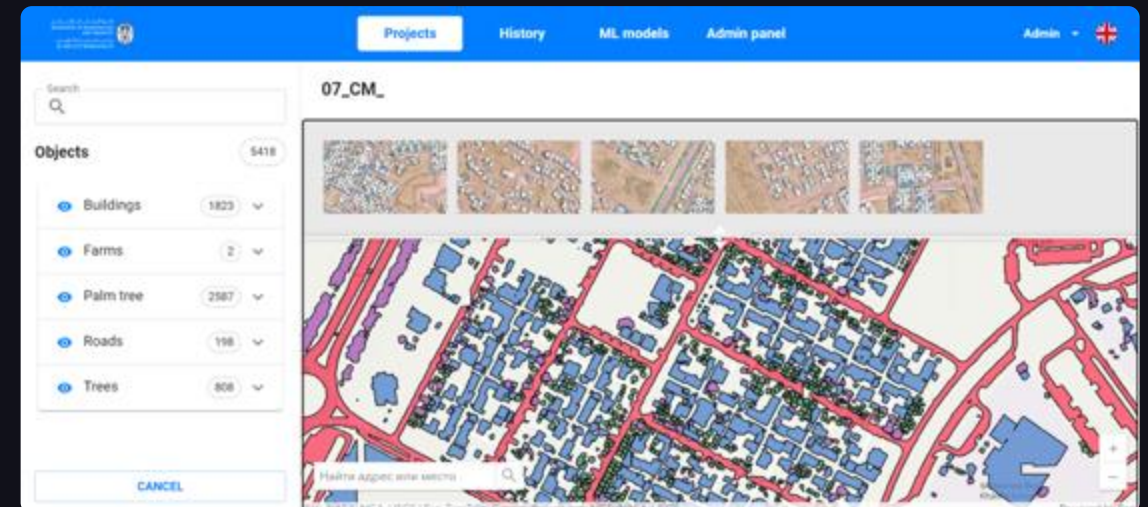 Projects
History
ML models
Admin panel
Admin
Search
07_CM_
Objects
5418
Buildings
1823
Farms
2
Palm tree
2587
Roads
198
Trees
808
CANCEL
Найти адрес или место
+
−